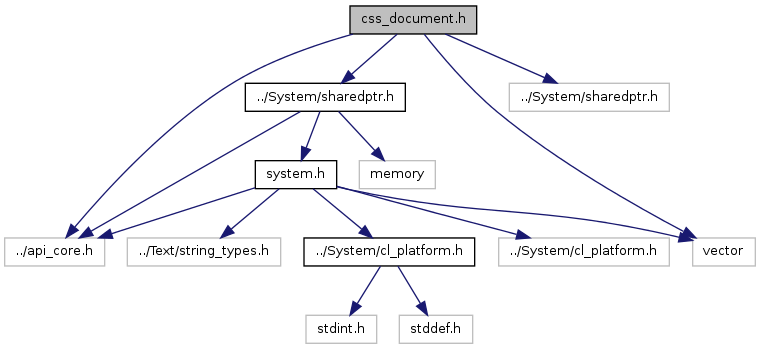 css_document.h
../System/sharedptr.h
../System/sharedptr.h
system.h
memory
../api_core.h
../Text/string_types.h
../System/cl_platform.h
../System/cl_platform.h
vector
stdint.h
stddef.h